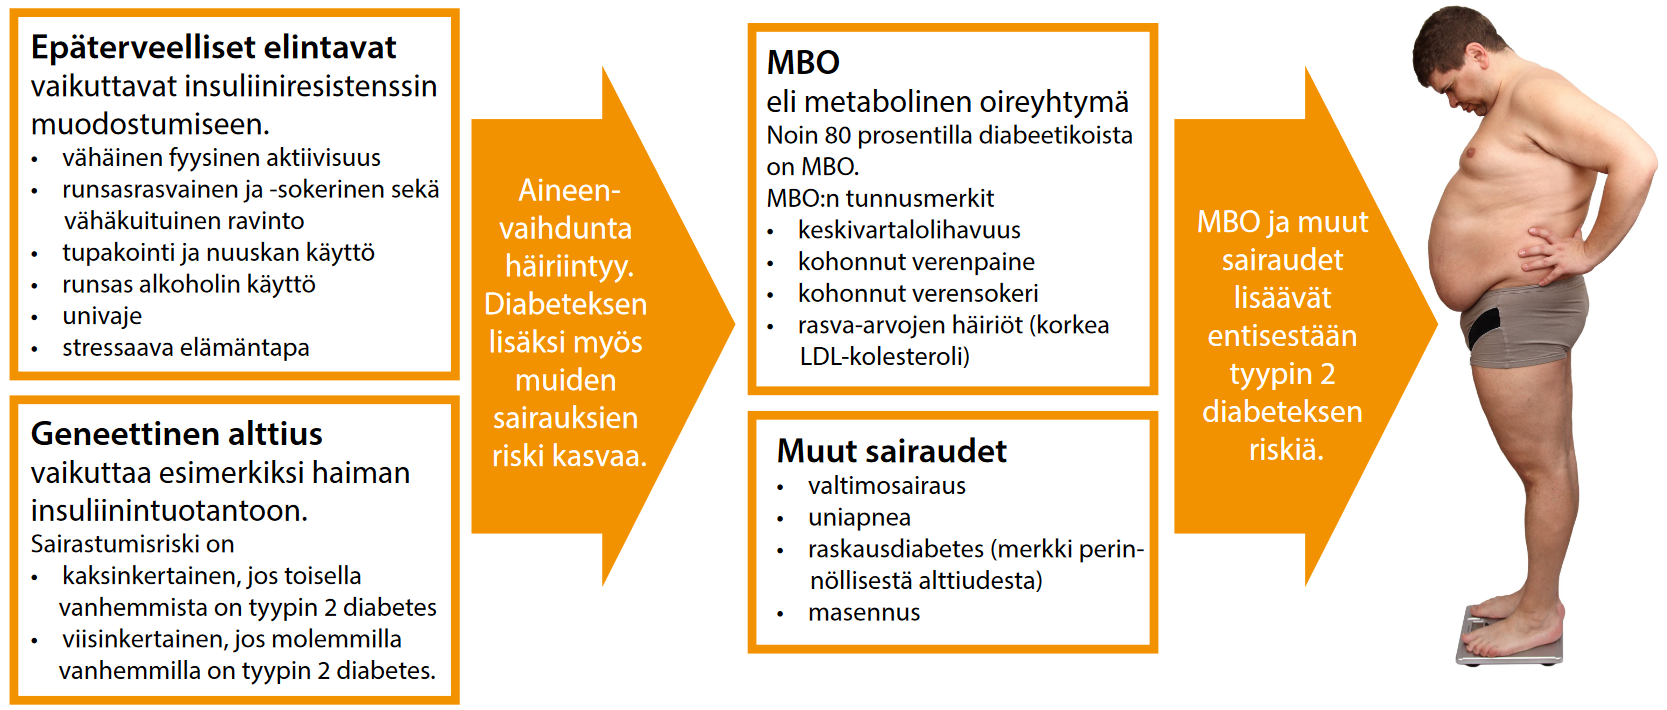 Epäterveelliset elintavat
vaikuttavat insuliiniresistenssin
muodostumiseen.
• vähäinen fyysinen aktiivisuus
• runsasrasvainen ja -sokerinen sekä
vähäkuituinen ravinto
• tupakointi ja nuuskan käyttö
• runsas alkoholin käyttö
• univaje
• stressaava elämäntapa
Geneettinen alttius
vaikuttaa esimerkiksi haiman
insuliinintuotantoon.
Sairastumisriski on
• kaksinkertainen, jos toisella
vanhemmista on tyypin 2 diabetes
• viisinkertainen, jos molemmilla
vanhemmilla on tyypin 2 diabetes.
Aineen-
vaihdunta
häiriintyy.
Diabeteksen
lisäksi myös
muiden
sairauksien
riski kasvaa.
MBO
eli metabolinen oireyhtymä
Noin 80 prosentilla diabeetikoista
on MBO.
MBO:n tunnusmerkit
• keskivartalolihavuus
• kohonnut verenpaine
• kohonnut verensokeri
• rasva-arvojen häiriöt (korkea
LDL-kolesteroli)
Muut sairaudet
• valtimosairaus
• uniapnea
• raskausdiabetes (merkki perin-
nöllisestä alttiudesta)
• masennus
MBO ja muut
sairaudet
lisäävät
entisestään
tyypin 2
diabeteksen
riskiä.